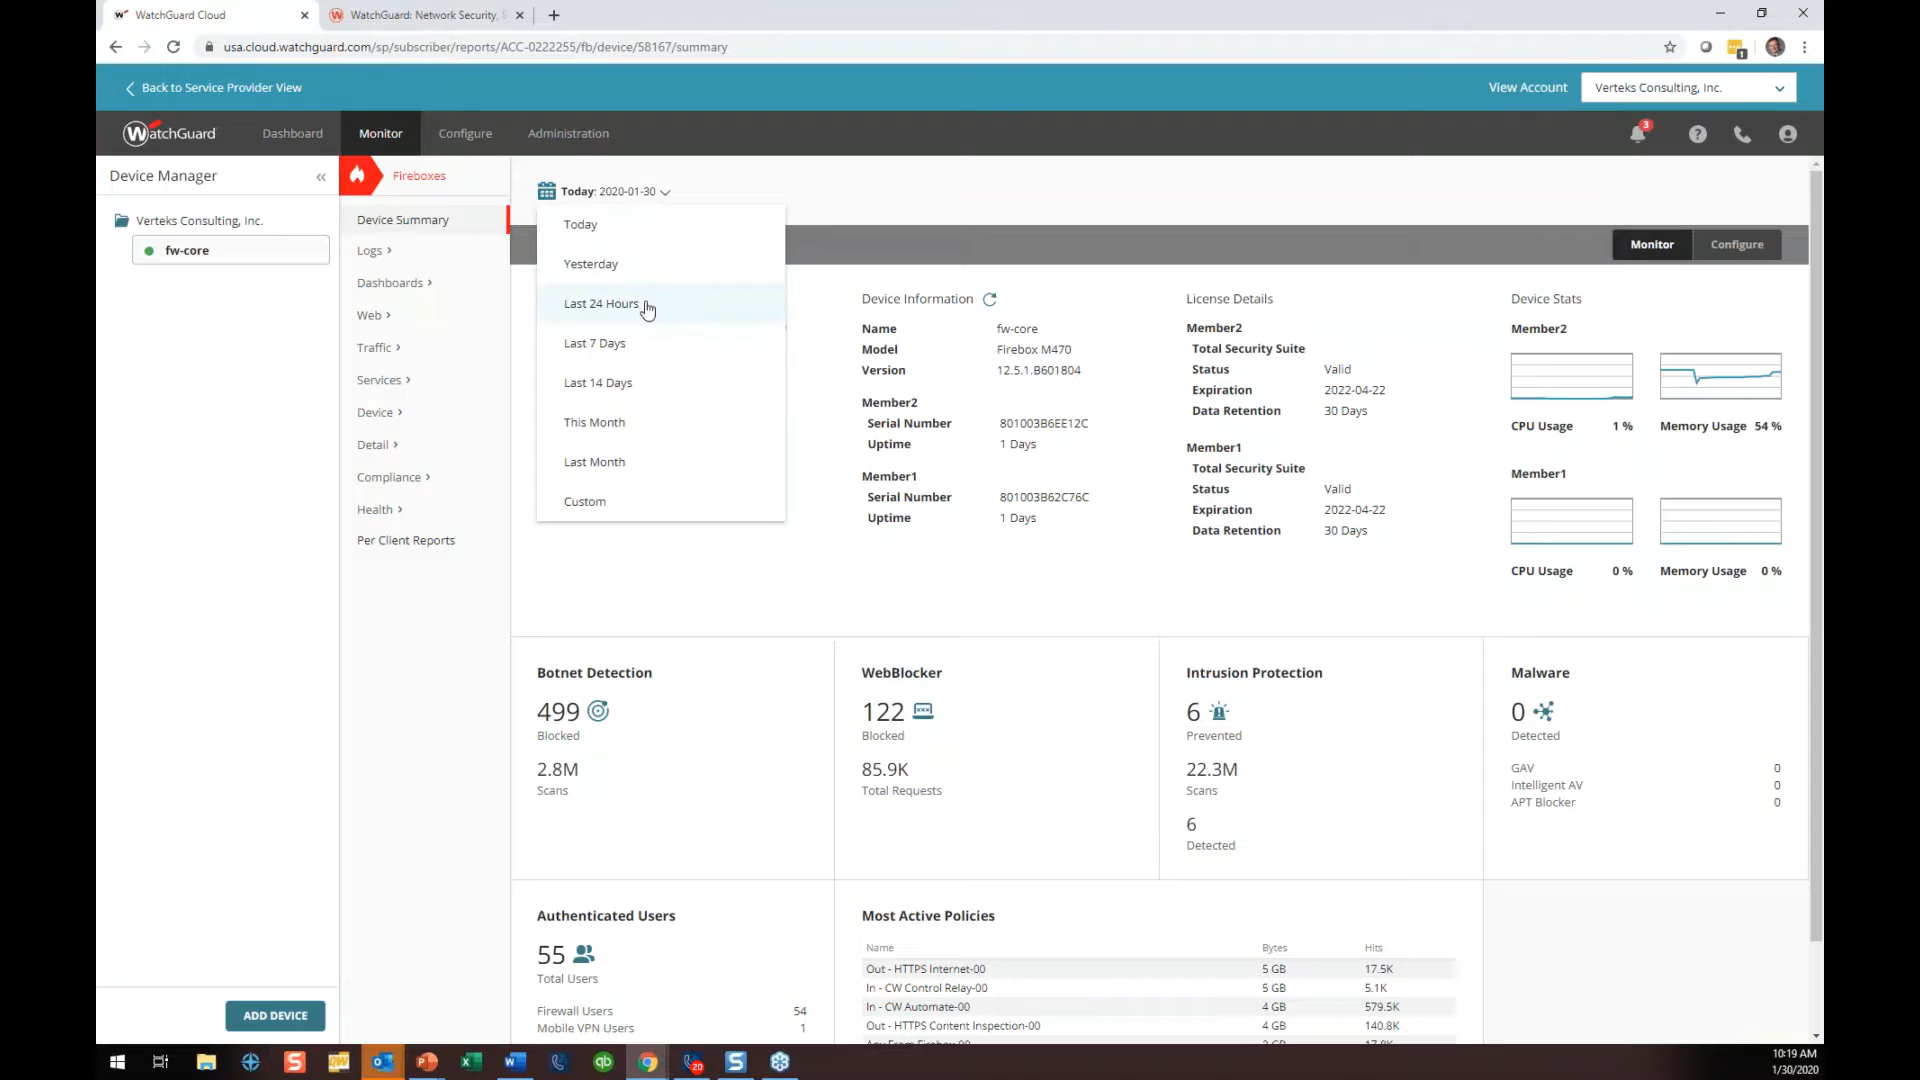 WatchGuard Cloud
WatchGuard: Network Security,
usa.cloud.watchguard.com/sp/subscriber/reports/ACC-0222255/fb/device/58167/summary
1
Back to Service Provider View
View Account
Verteks Consulting, Inc.
WatchGuard
Dashboard
Monitor
Configure
Administration
3
Device Manager
Verteks Consulting, Inc.
fw-core
ADD DEVICE
Fireboxes
Device Summary
Logs
Dashboards
Web
Traffic
Services
Device
Detail
Compliance
Health
Per Client Reports
Today: 2020-01-30
Today
Yesterday
Last 24 Hours
Last 7 Days
Last 14 Days
This Month
Last Month
Custom
Monitor
Configure
Device Information
Name fw-core
Model Firebox M470
Version 12.5.1.B601804
Member2
Serial Number 801003B6EE12C
Uptime 1 Days
Member1
Serial Number 801003B62C76C
Uptime 1 Days
License Details
Member2
Total Security Suite
Status Valid
Expiration 2022-04-22
Data Retention 30 Days
Member1
Total Security Suite
Status Valid
Expiration 2022-04-22
Data Retention 30 Days
Device Stats
Member2
CPU Usage 1 % Memory Usage 54 %
Member1
CPU Usage 0 % Memory Usage 0 %
Botnet Detection
499
Blocked
2.8M
Scans
WebBlocker
122
Blocked
85.9K
Total Requests
Intrusion Protection
6
Prevented
22.3M
Scans
6
Detected
Malware
0
Detected
GAV 0
Intelligent AV 0
APT Blocker 0
Authenticated Users
55
Total Users
Firewall Users 54
Mobile VPN Users 1
Most Active Policies
Name Bytes Hits
Out - HTTPS Internet-00 5 GB 17.5K
In - CW Control Relay-00 5 GB 5.1K
In - CW Automate-00 4 GB 579.5K
Out - HTTPS Content Inspection-00 4 GB 140.8K
20
10:19 AM
1/30/2020